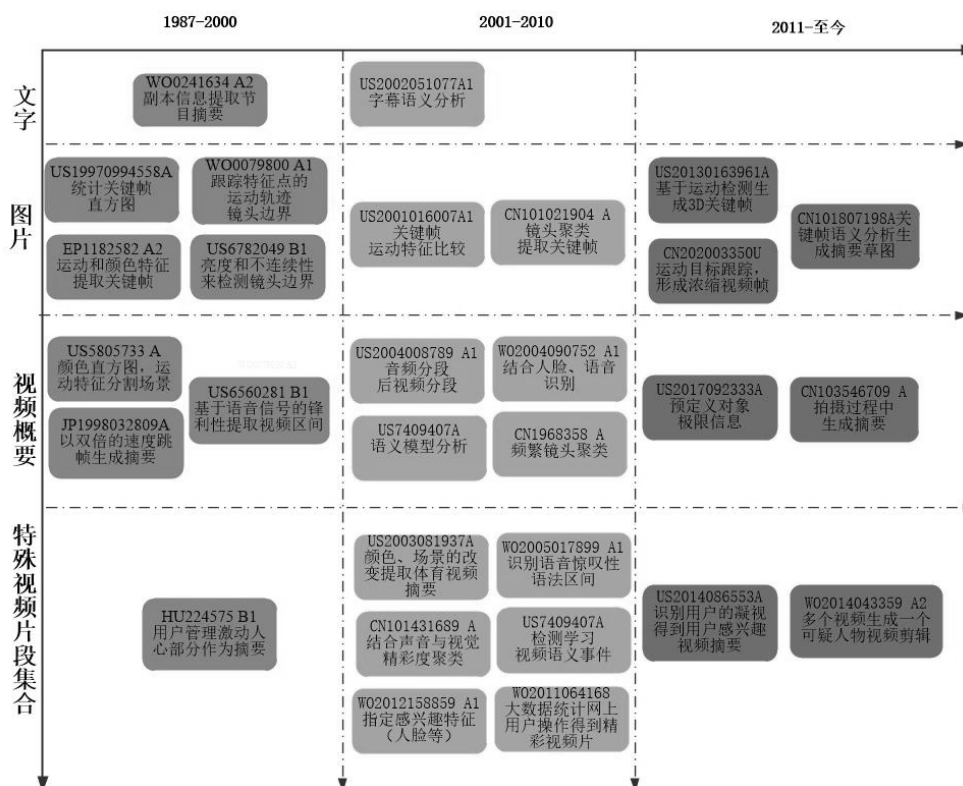 1987-2000
2001-2010
2011-至今
文字
WO0241634 A2
副本信息提取节
目摘要
US2002051077A1
字幕语义分析
图片
US19970994558A
统计关键帧
直方图
WO0079800 A1
跟踪特征点的
运动轨迹
镜头边界
EP1182582 A2
运动和颜色特征
提取关键帧
US6782049 B1
亮度和不连续性
来检测镜头边界
US2001016007A1
关键帧
运动特征比较
CN101021904 A
镜头聚类
提取关键帧
US20130163961A
基于运动检测生
成3D关键帧
CN202003350U
运动目标跟踪，
形成浓缩视频帧
CN101807198A关
键帧语义分析生
成摘要草图
视频概要
US5805733 A
颜色直方图，运
动特征分割场景
JP1998032809A
以双倍的速度跳
帧生成摘要
US6560281 B1
基于语音信号的锋
利性提取视频区间
US2004008789 A1
音频分段
后视频分段
WO2004090752 A1
结合人脸、语音
识别
US7409407A
语义模型分析
CN1968358 A
频繁镜头聚类
US2017092333A
预定义对象
极限信息
CN103546709 A
拍摄过程中
生成摘要
特殊视频片段集合
HU224575 B1
用户管理激动人
心部分作为摘要
US2003081937A
颜色、场景的改
变提取体育视频
摘要
WO2005017899 A1
识别语音惊叹性
语法区间
CN101431689 A
结合声音与视觉
精彩度聚类
US7409407A
检测学习
视频语义事件
WO2012158859 A1
指定感兴趣特征
（人脸等）
WO2011064168
大数据统计网上
用户操作得到精
彩视频片
US2014086553A
识别用户的凝视
得到用户感兴趣
视频摘要
WO2014043359 A2
多个视频生成一个
可疑人物视频剪辑